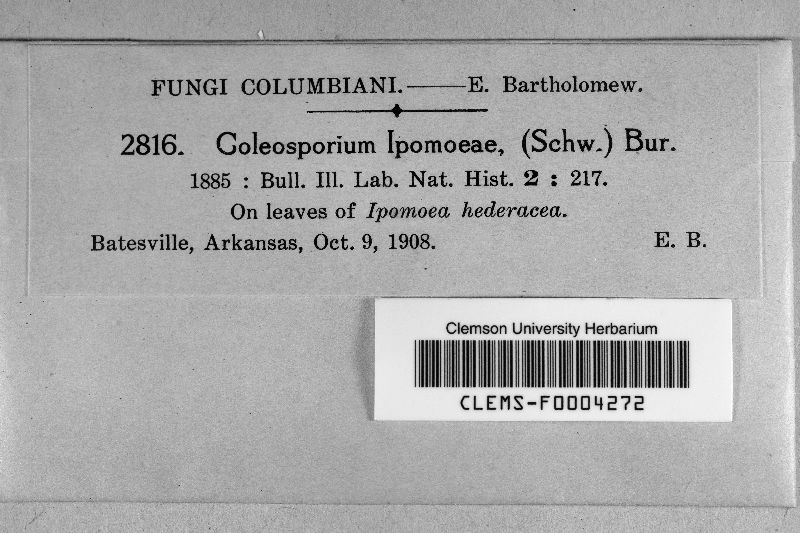 FUNGI COLUMBIANI.——E. Bartholomew.
2816. Coleosporium Ipomoeae, (Schw.) Bur.
1885 : Bull. Ill. Lab. Nat. Hist. 2 : 217.
On leaves of Ipomoea hederacea.
Batesville, Arkansas, Oct. 9, 1908. E. B.
Clemson University Herbarium
CLEMS-F0004272